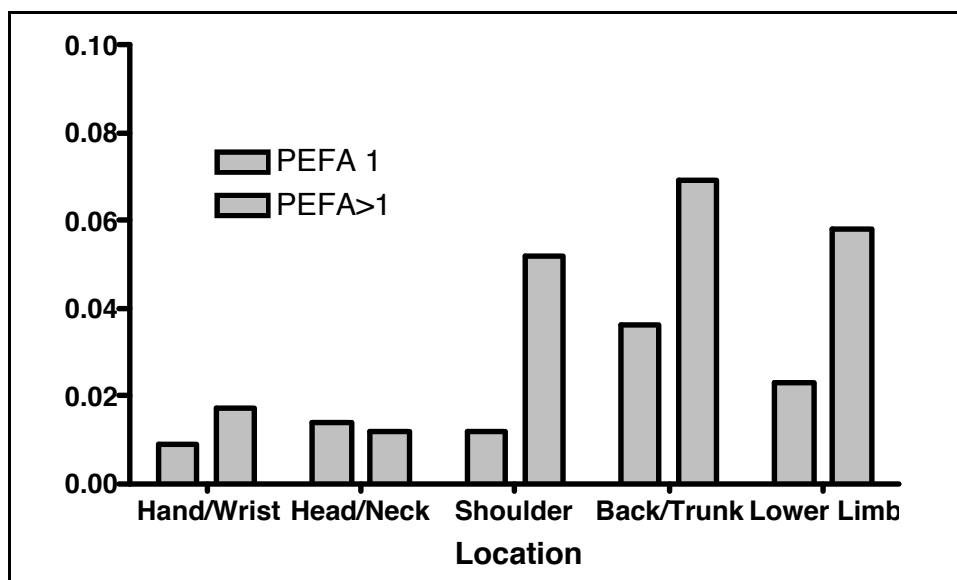 0.10
0.08
0.06
0.04
0.02
0.00
PEFA 1
PEFA>1
Hand/Wrist Head/Neck Shoulder Back/Trunk Lower Limb
Location